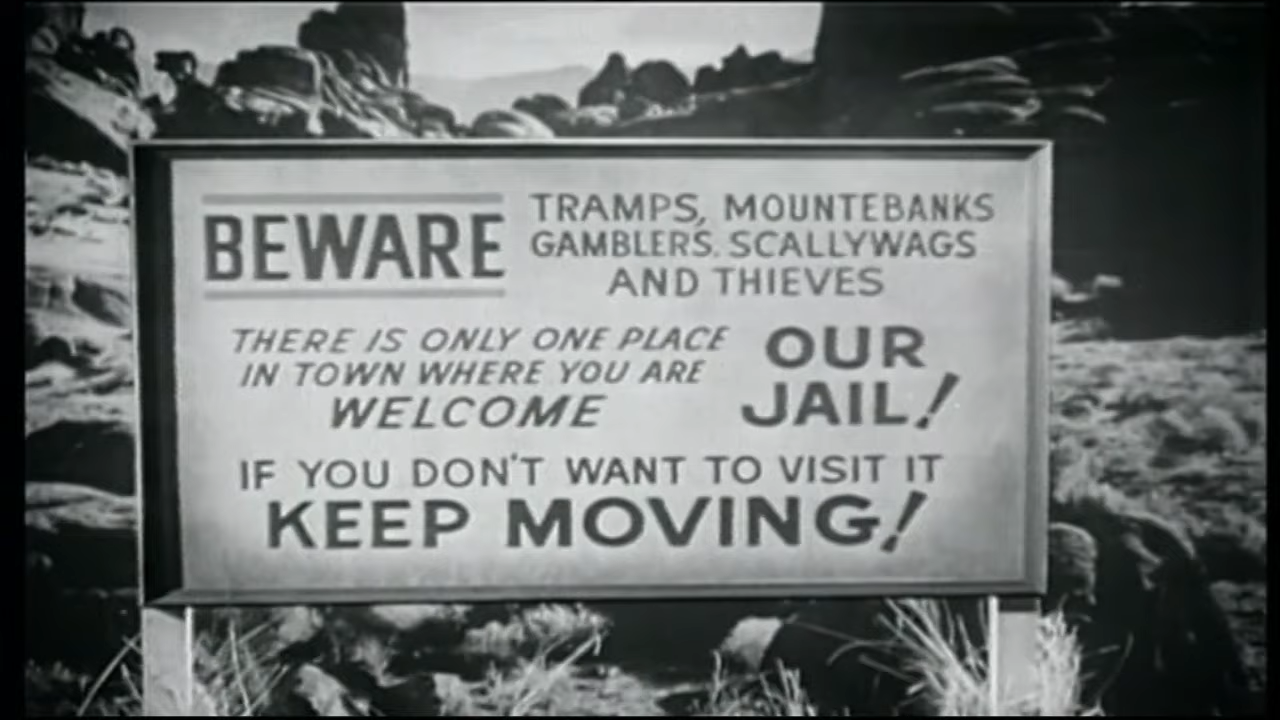 BEWARE
TRAMPS, MOUNTEBANKS
GAMBLERS, SCALLYWAGS
AND THIEVES
THERE IS ONLY ONE PLACE
IN TOWN WHERE YOU ARE
WELCOME
OUR
JAIL!
IF YOU DON'T WANT TO VISIT IT
KEEP MOVING!